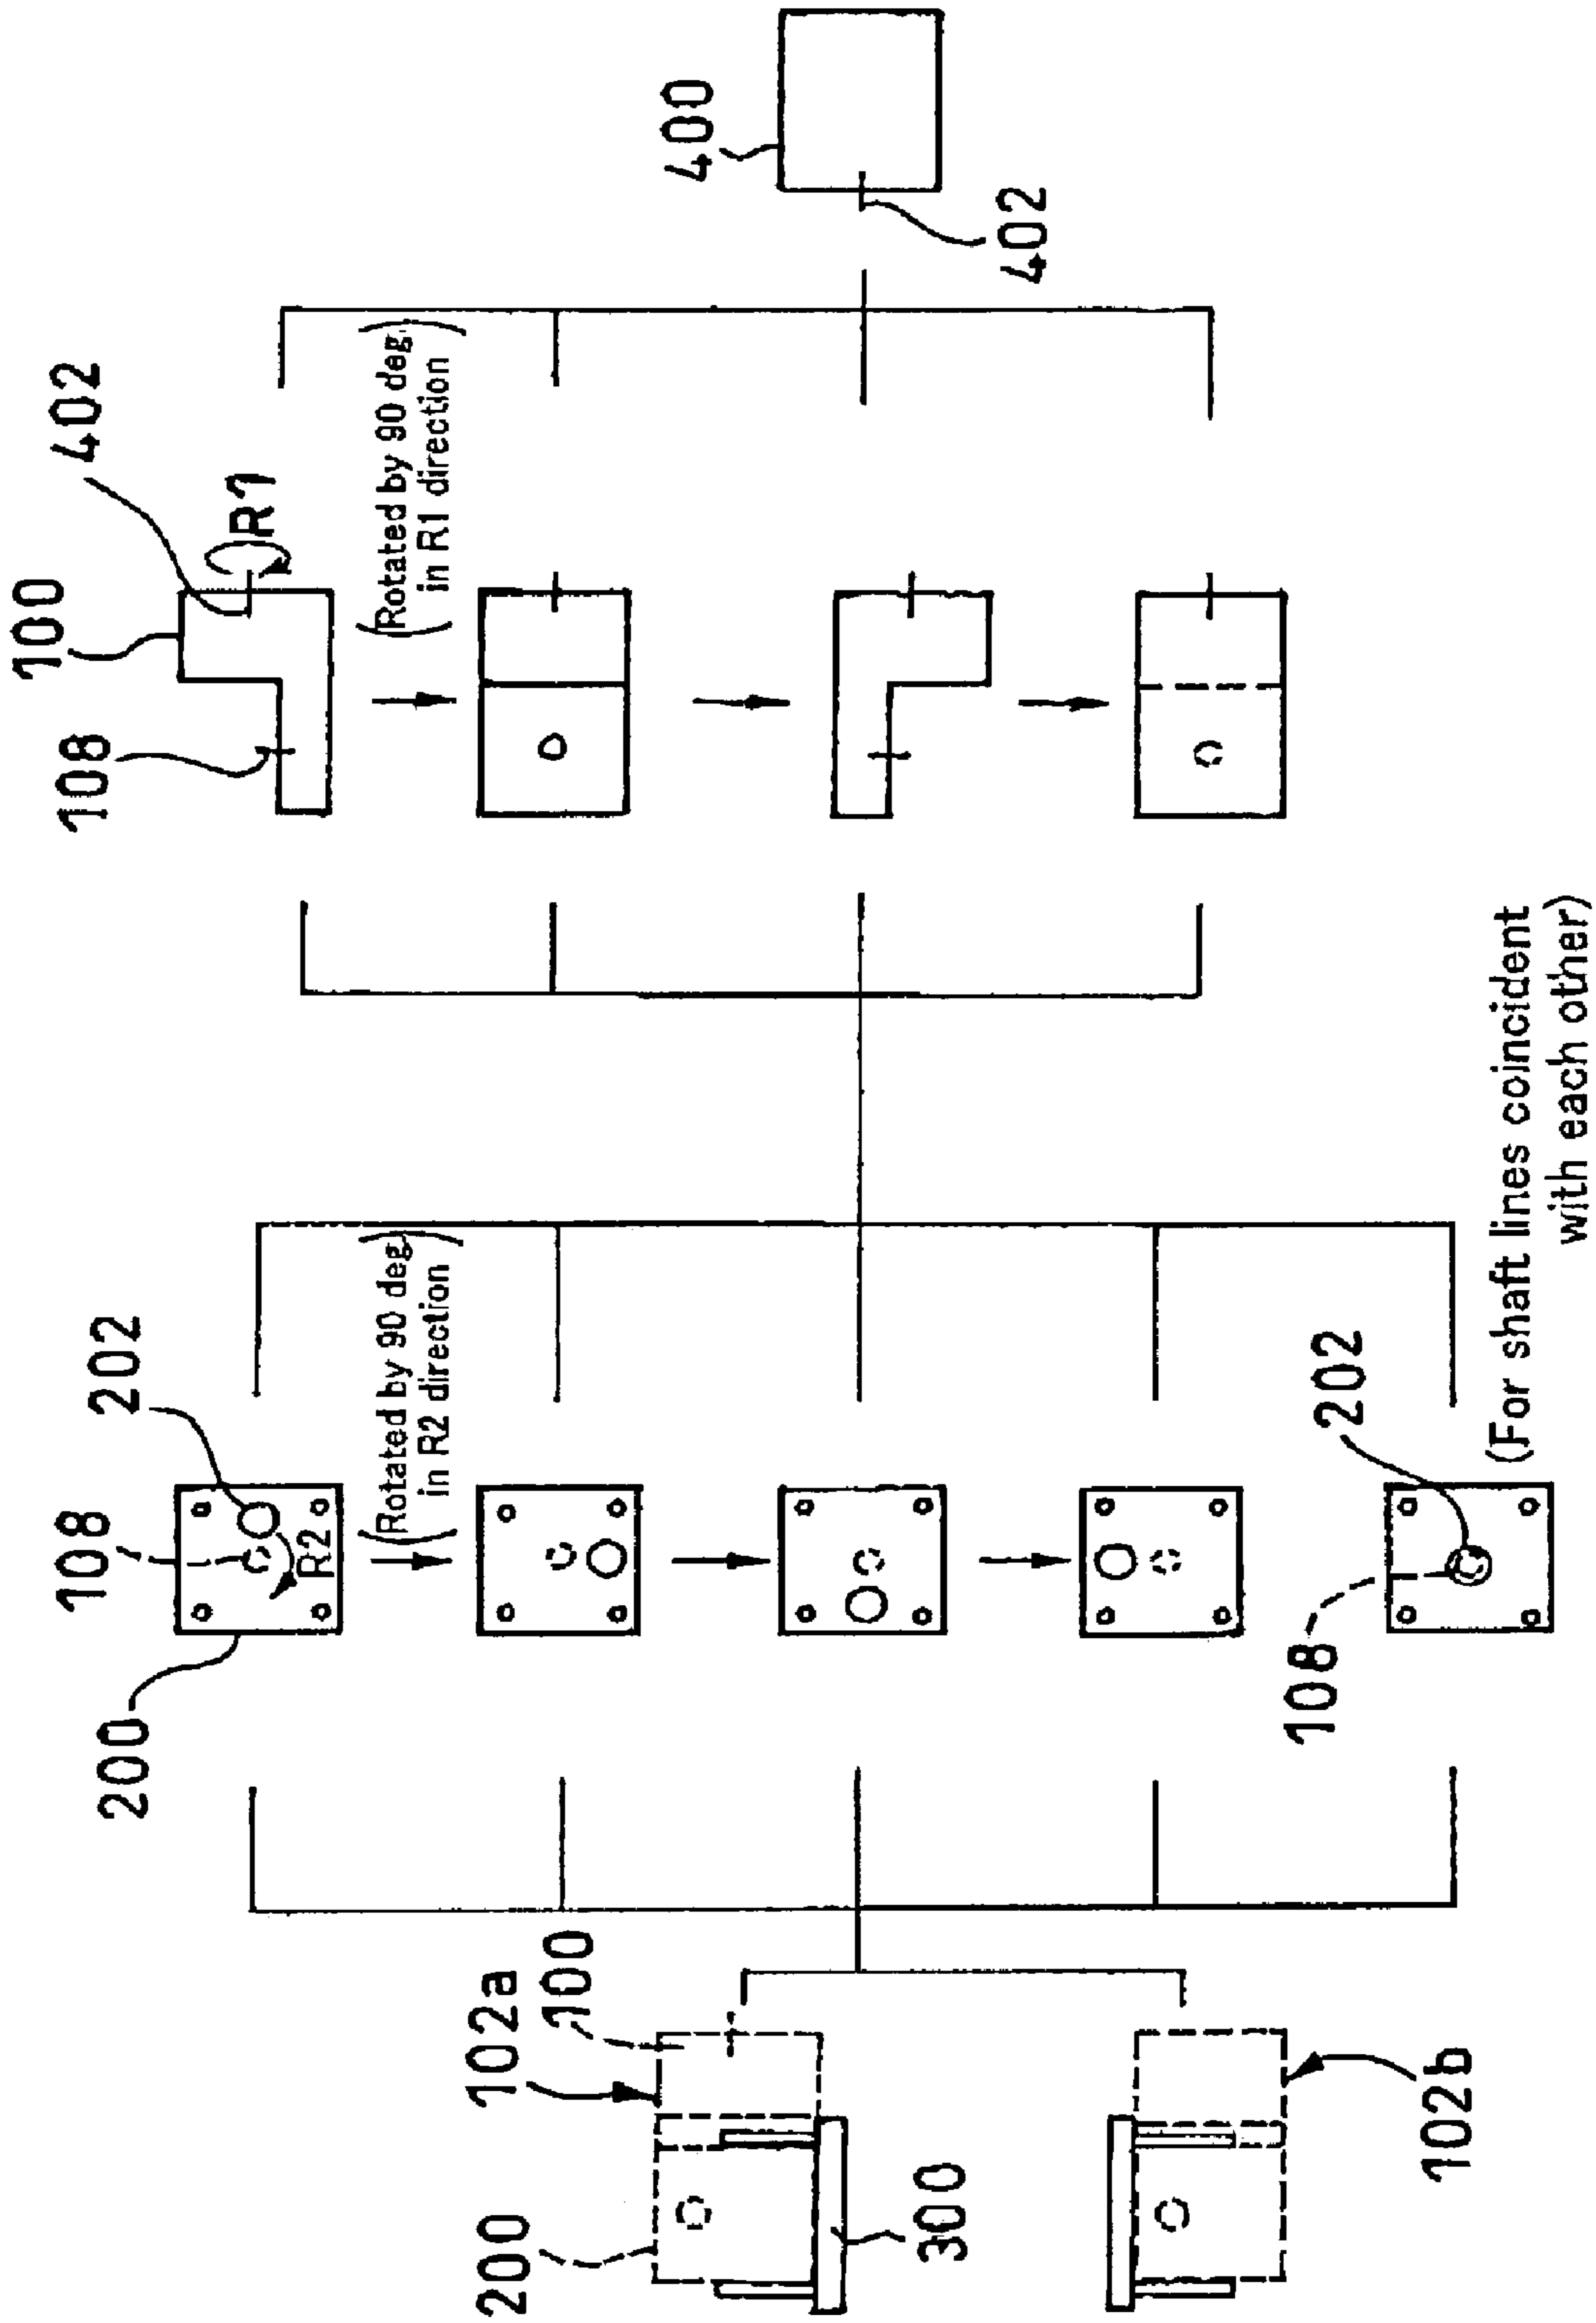 200
102a
100
300
102b
200
108
202
R2
(Rotated by 90 deg.
in R2 direction)
108
202
(For shaft lines coincident
with each other)
108
100
402
R1
(Rotated by 90 deg.
in R1 direction)
400
402